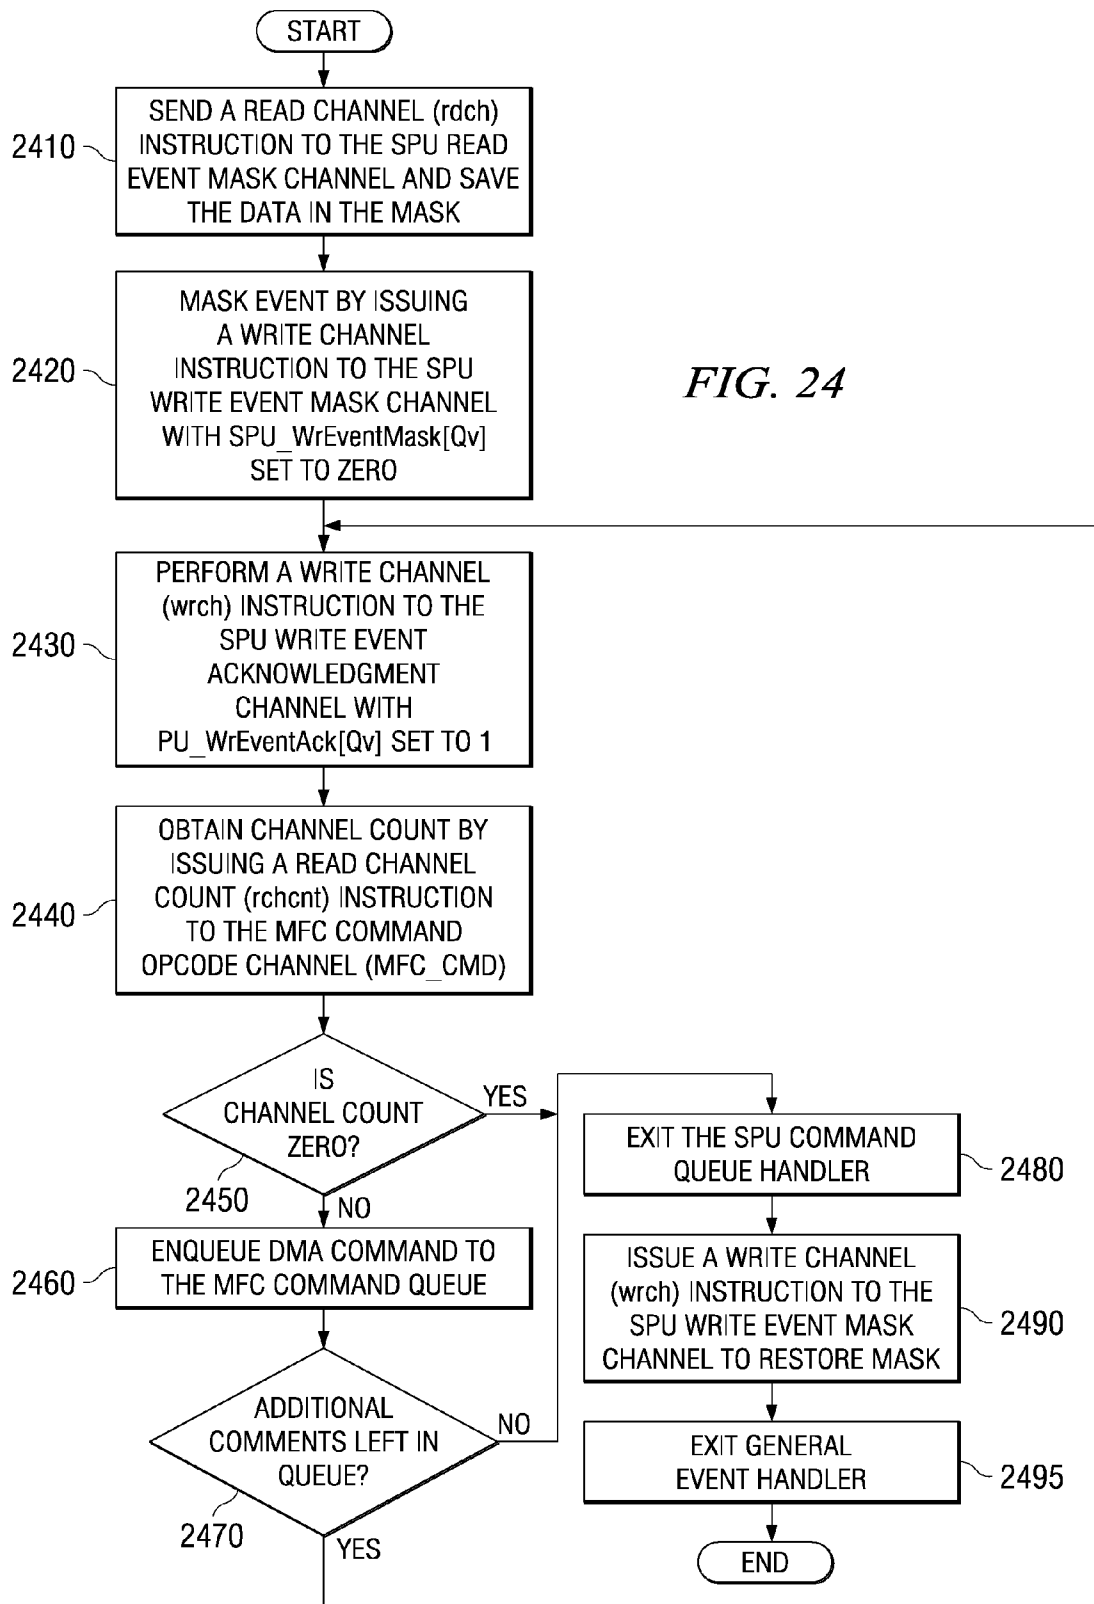 START
SEND A READ CHANNEL (rdch)
INSTRUCTION TO THE SPU READ
EVENT MASK CHANNEL AND SAVE
THE DATA IN THE MASK
2410
MASK EVENT BY ISSUING
A WRITE CHANNEL
INSTRUCTION TO THE SPU
WRITE EVENT MASK CHANNEL
WITH SPU_WrEventMask[Qv]
SET TO ZERO
2420
FIG. 24
PERFORM A WRITE CHANNEL
(wrch) INSTRUCTION TO THE
SPU WRITE EVENT
ACKNOWLEDGMENT
CHANNEL WITH
PU_WrEventAck[Qv] SET TO 1
2430
OBTAIN CHANNEL COUNT BY
ISSUING A READ CHANNEL
COUNT (rchcnt) INSTRUCTION
TO THE MFC COMMAND
OPCODE CHANNEL (MFC_CMD)
2440
IS
CHANNEL COUNT
ZERO?
YES
2450
NO
ENQUEUE DMA COMMAND TO
THE MFC COMMAND QUEUE
2460
ADDITIONAL
COMMENTS LEFT IN
QUEUE?
NO
2470
YES
EXIT THE SPU COMMAND
QUEUE HANDLER
2480
ISSUE A WRITE CHANNEL
(wrch) INSTRUCTION TO THE
SPU WRITE EVENT MASK
CHANNEL TO RESTORE MASK
2490
EXIT GENERAL
EVENT HANDLER
2495
END